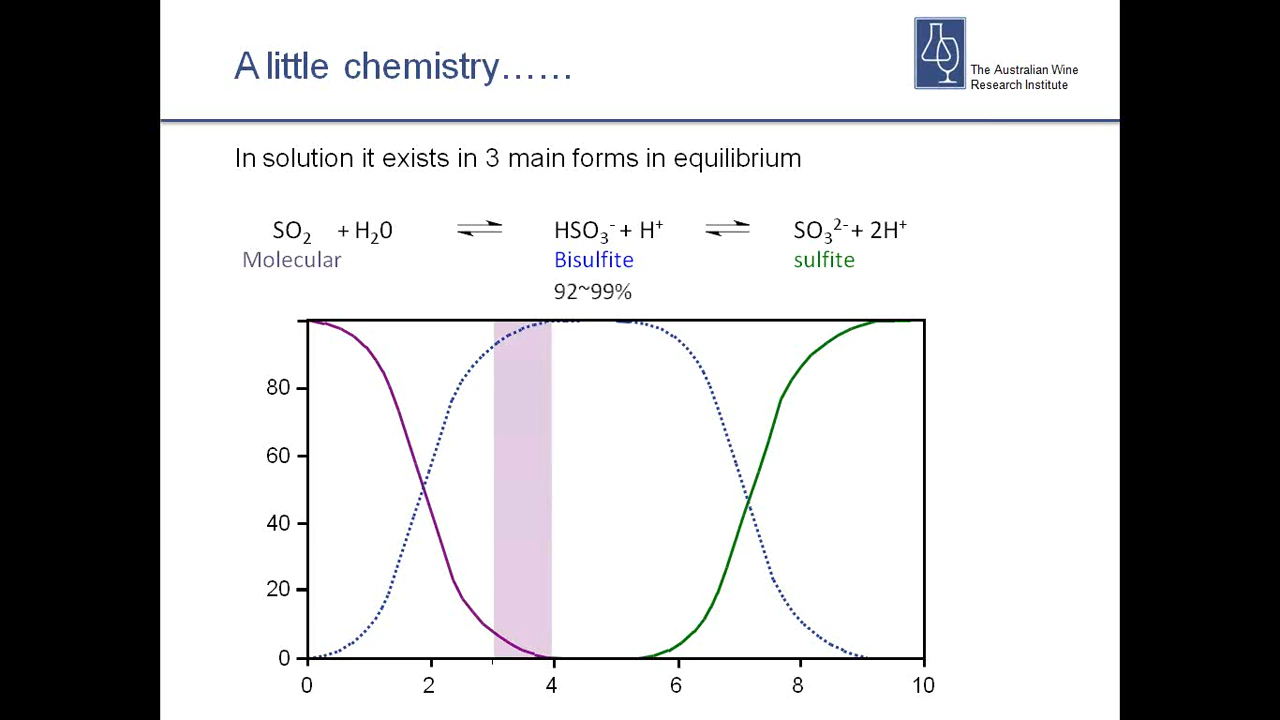 A little chemistry……
The Australian Wine
Research Institute
In solution it exists in 3 main forms in equilibrium
SO₂ + H₂0 ⇌ HSO₃⁻ + H⁺ ⇌ SO₃²⁻ + 2H⁺
Molecular Bisulfite sulfite
92~99%
80
60
40
20
0
0 2 4 6 8 10